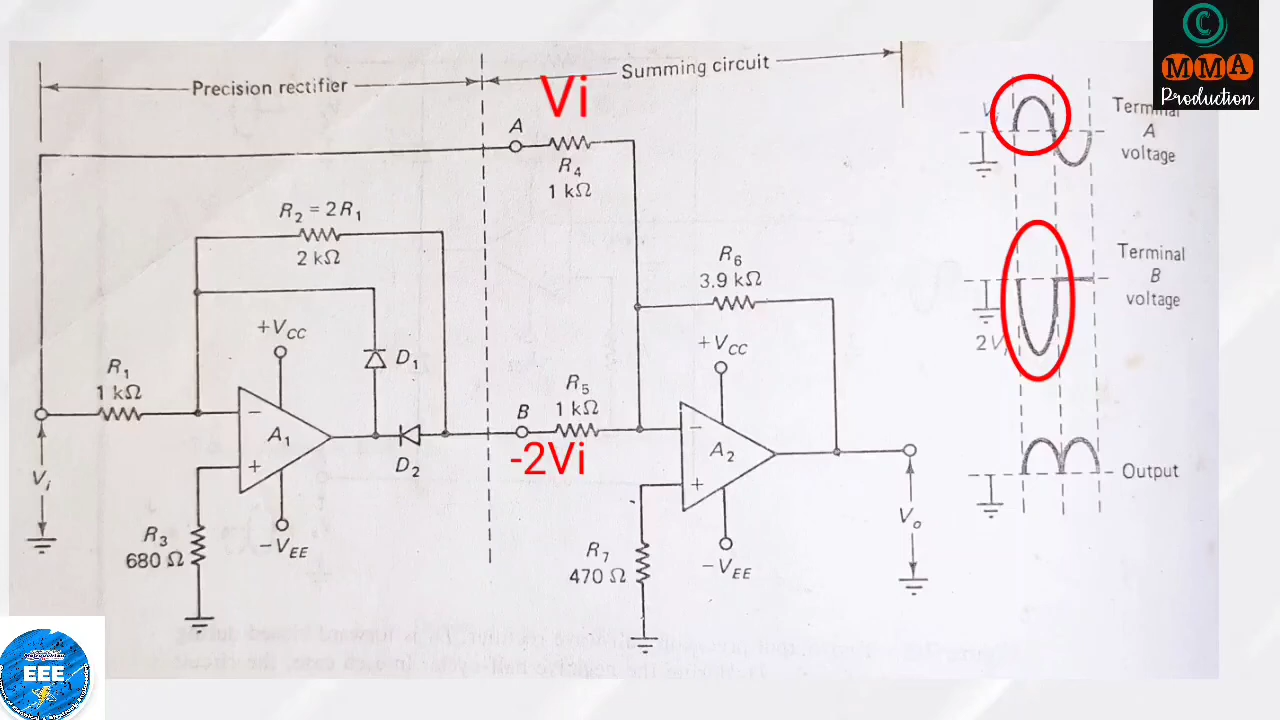 Precision rectifier
Summing circuit
Vi
A
R4
1 kΩ
R2 = 2R1
2 kΩ
R6
3.9 kΩ
+VCC
D1
R1
1 kΩ
−
A1
+
D2
+VCC
R5
1 kΩ
B
-2Vi
−
A2
+
Vi
R3
680 Ω
−VEE
R7
470 Ω
−VEE
Vo
Terminal
A
voltage
Terminal
B
voltage
2V
Output
C
MMA
Production
EEE